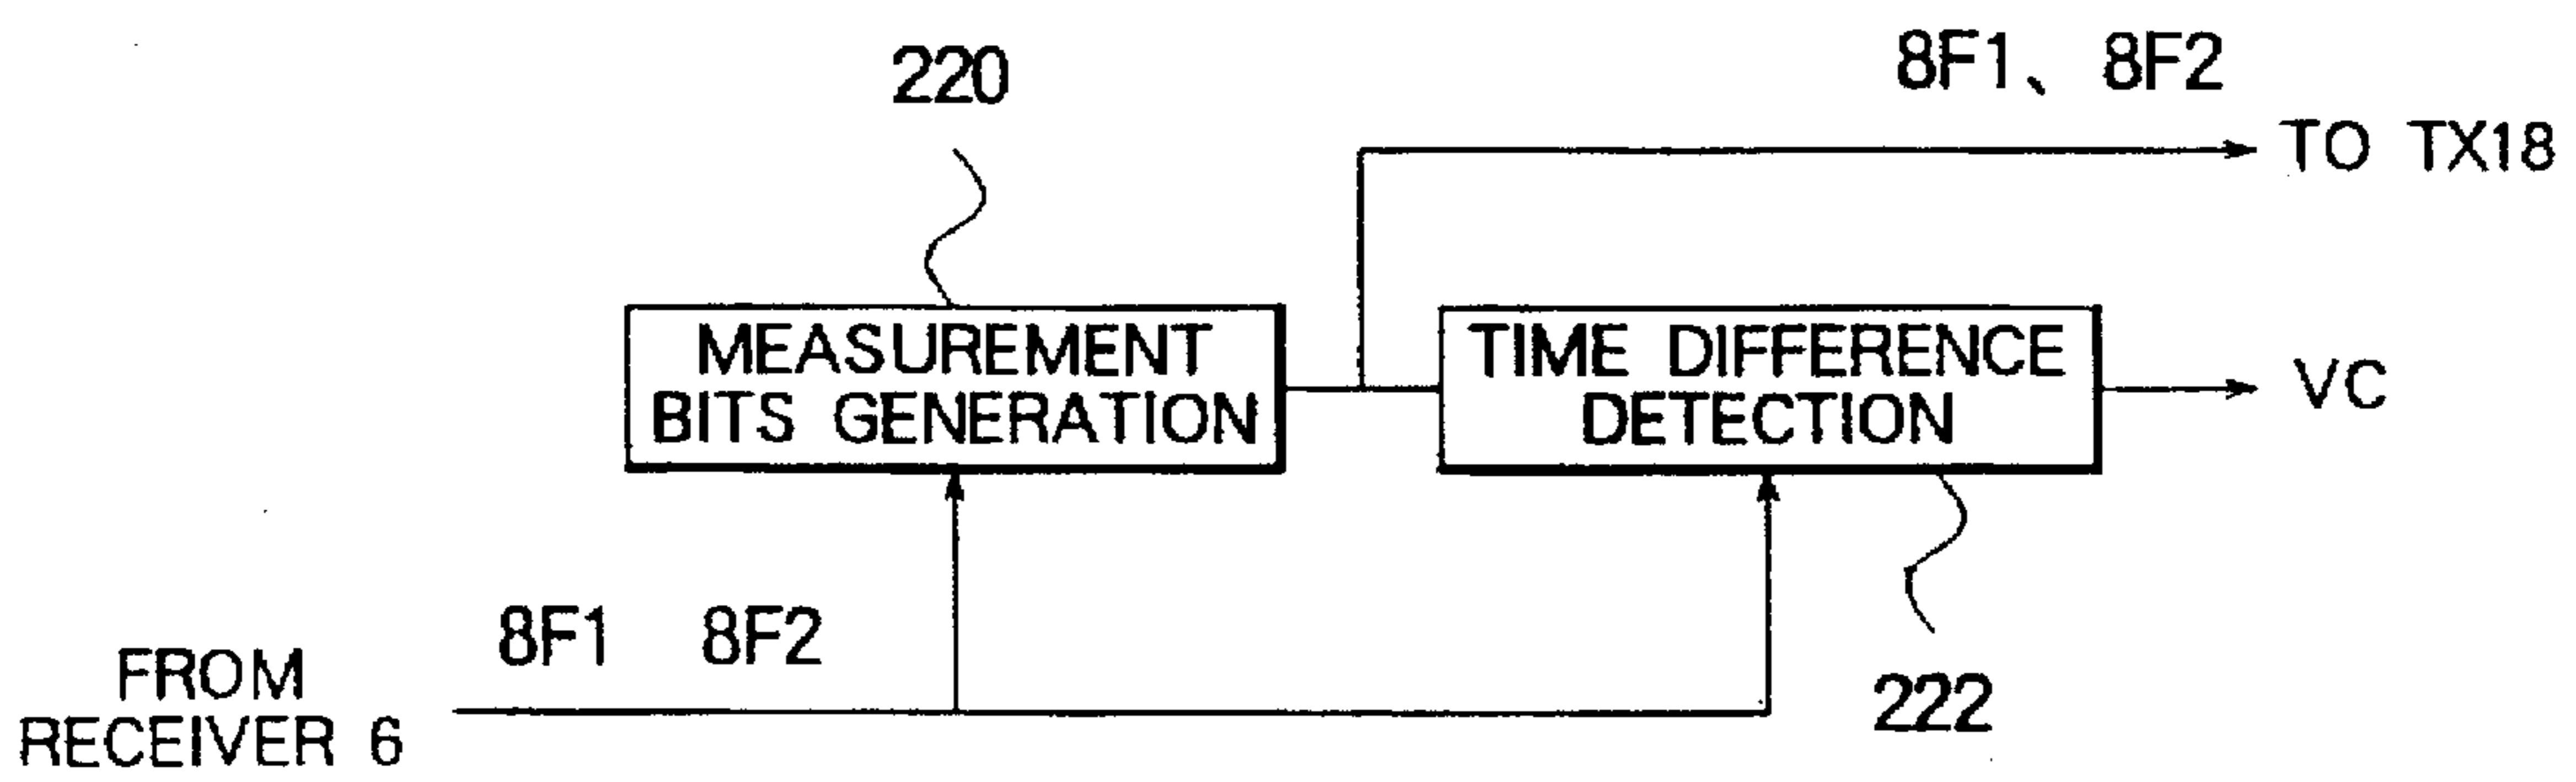 220
8F1、 8F2
TO TX18
MEASUREMENT
BITS GENERATION
TIME DIFFERENCE
DETECTION
VC
8F1 8F2
FROM
RECEIVER 6
222